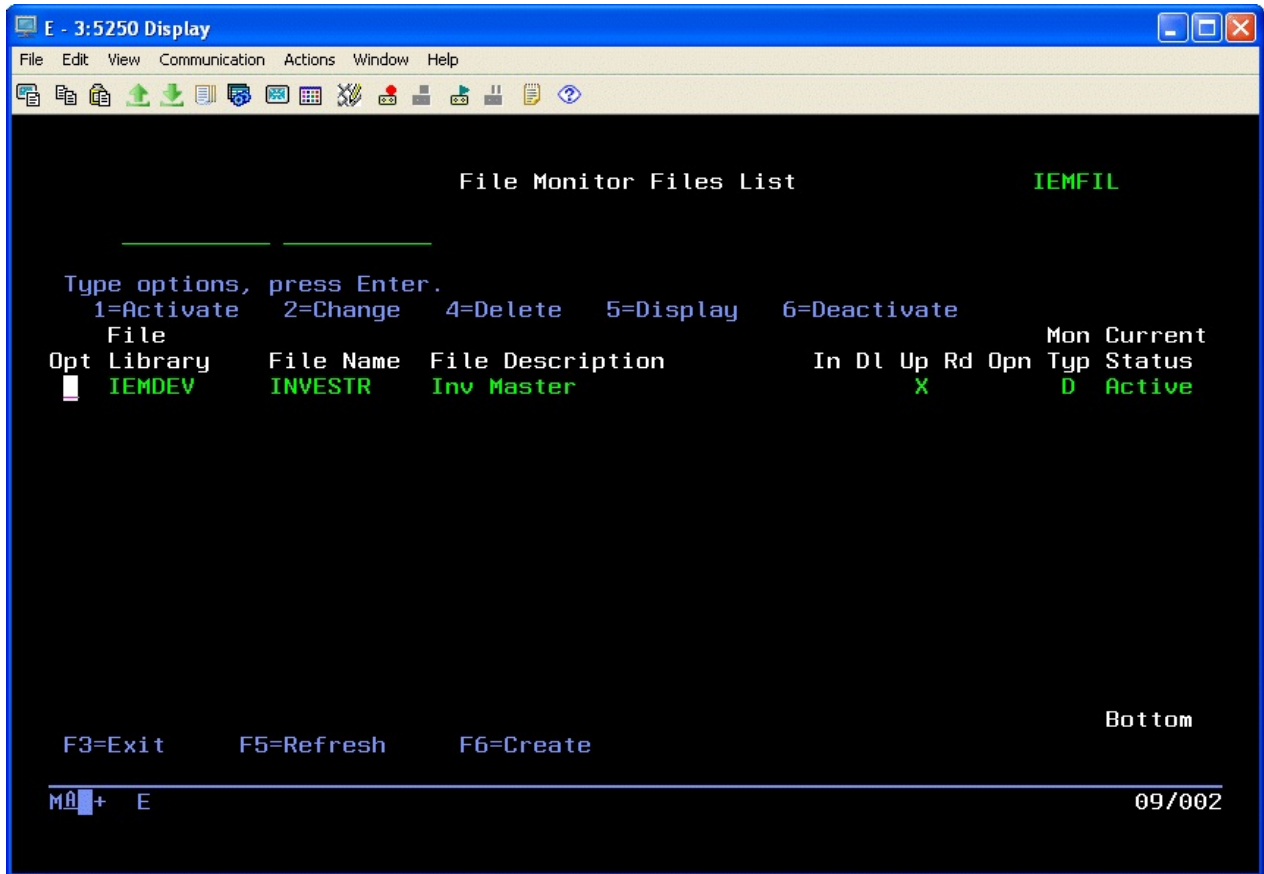 E - 3:5250 Display
File Edit View Communication Actions Window Help
File Monitor Files List IEMFIL
Type options, press Enter.
1=Activate 2=Change 4=Delete 5=Display 6=Deactivate
File Mon Current
Opt Library File Name File Description In Dl Up Rd Opn Typ Status
IEMDEV INVESTR Inv Master X D Active
Bottom
F3=Exit F5=Refresh F6=Create
MA + E 09/002